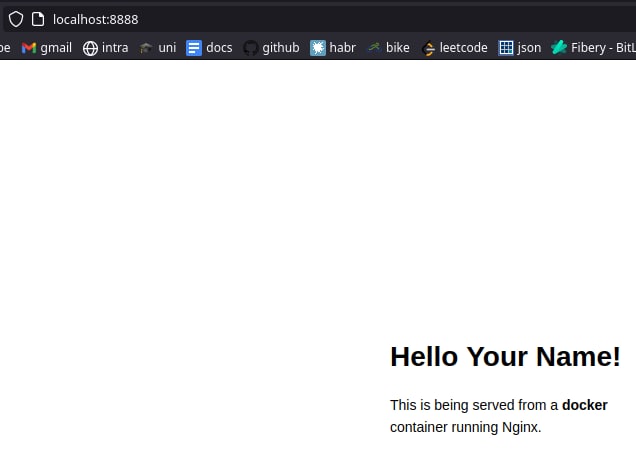 localhost:8888
pe gmail intra uni docs github habr bike leetcode json Fibery - BitL
Hello Your Name!
This is being served from a docker
container running Nginx.